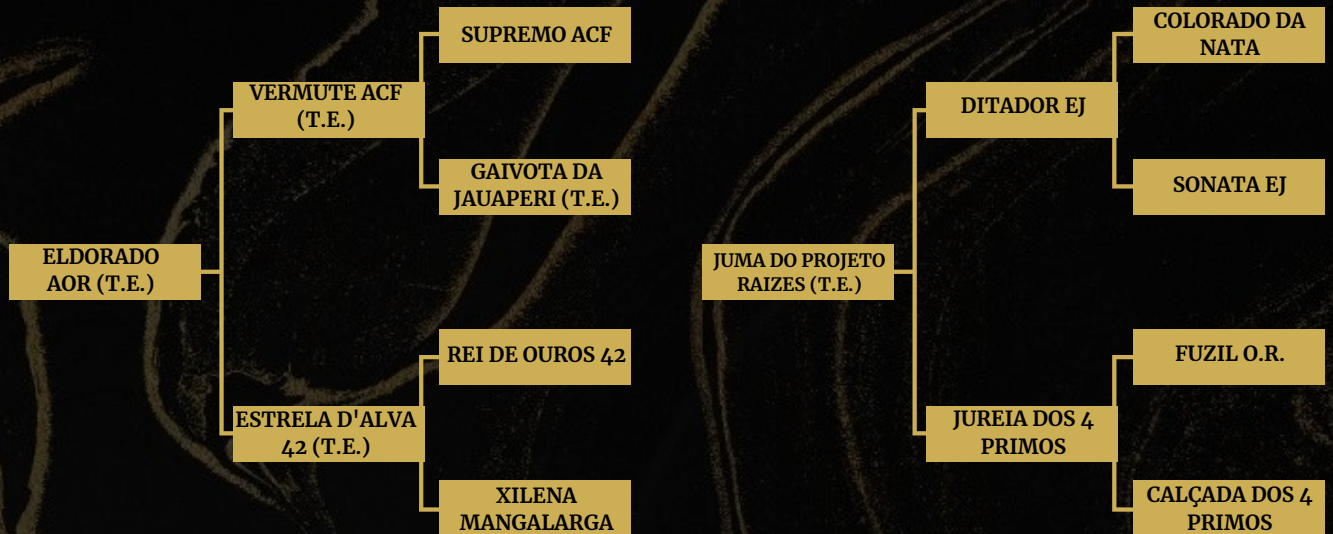 ELDORADO
AOR (T.E.)
VERMUTE ACF
(T.E.)
SUPREMO ACF
GAIVOTA DA
JAUAPERI (T.E.)
ESTRELA D'ALVA
42 (T.E.)
REI DE OUROS 42
XILENA
MANGALARGA
JUMA DO PROJETO
RAIZES (T.E.)
DITADOR EJ
COLORADO DA
NATA
SONATA EJ
JUREIA DOS 4
PRIMOS
FUZIL O.R.
CALÇADA DOS 4
PRIMOS